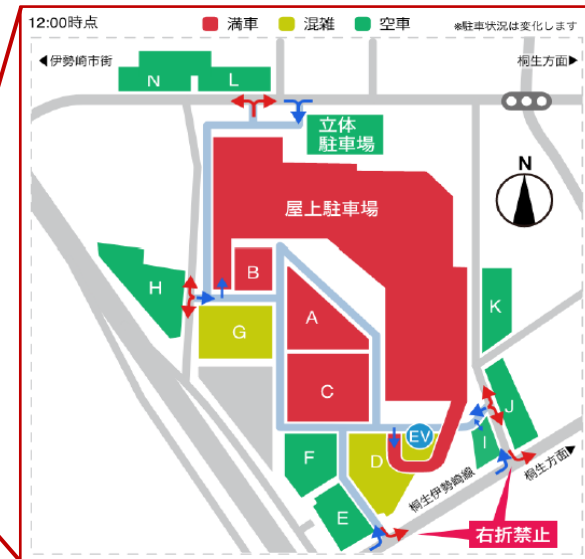 12:00時点 満車 混雑 空車 ※駐車状況は変化します
◀伊勢崎市街 桐生方面▶
N L
立体
駐車場
N
屋上駐車場
B
H
A
K
G
C
J
EV
I
F
D
桐生方面▶
桐生伊勢崎線
E
右折禁止